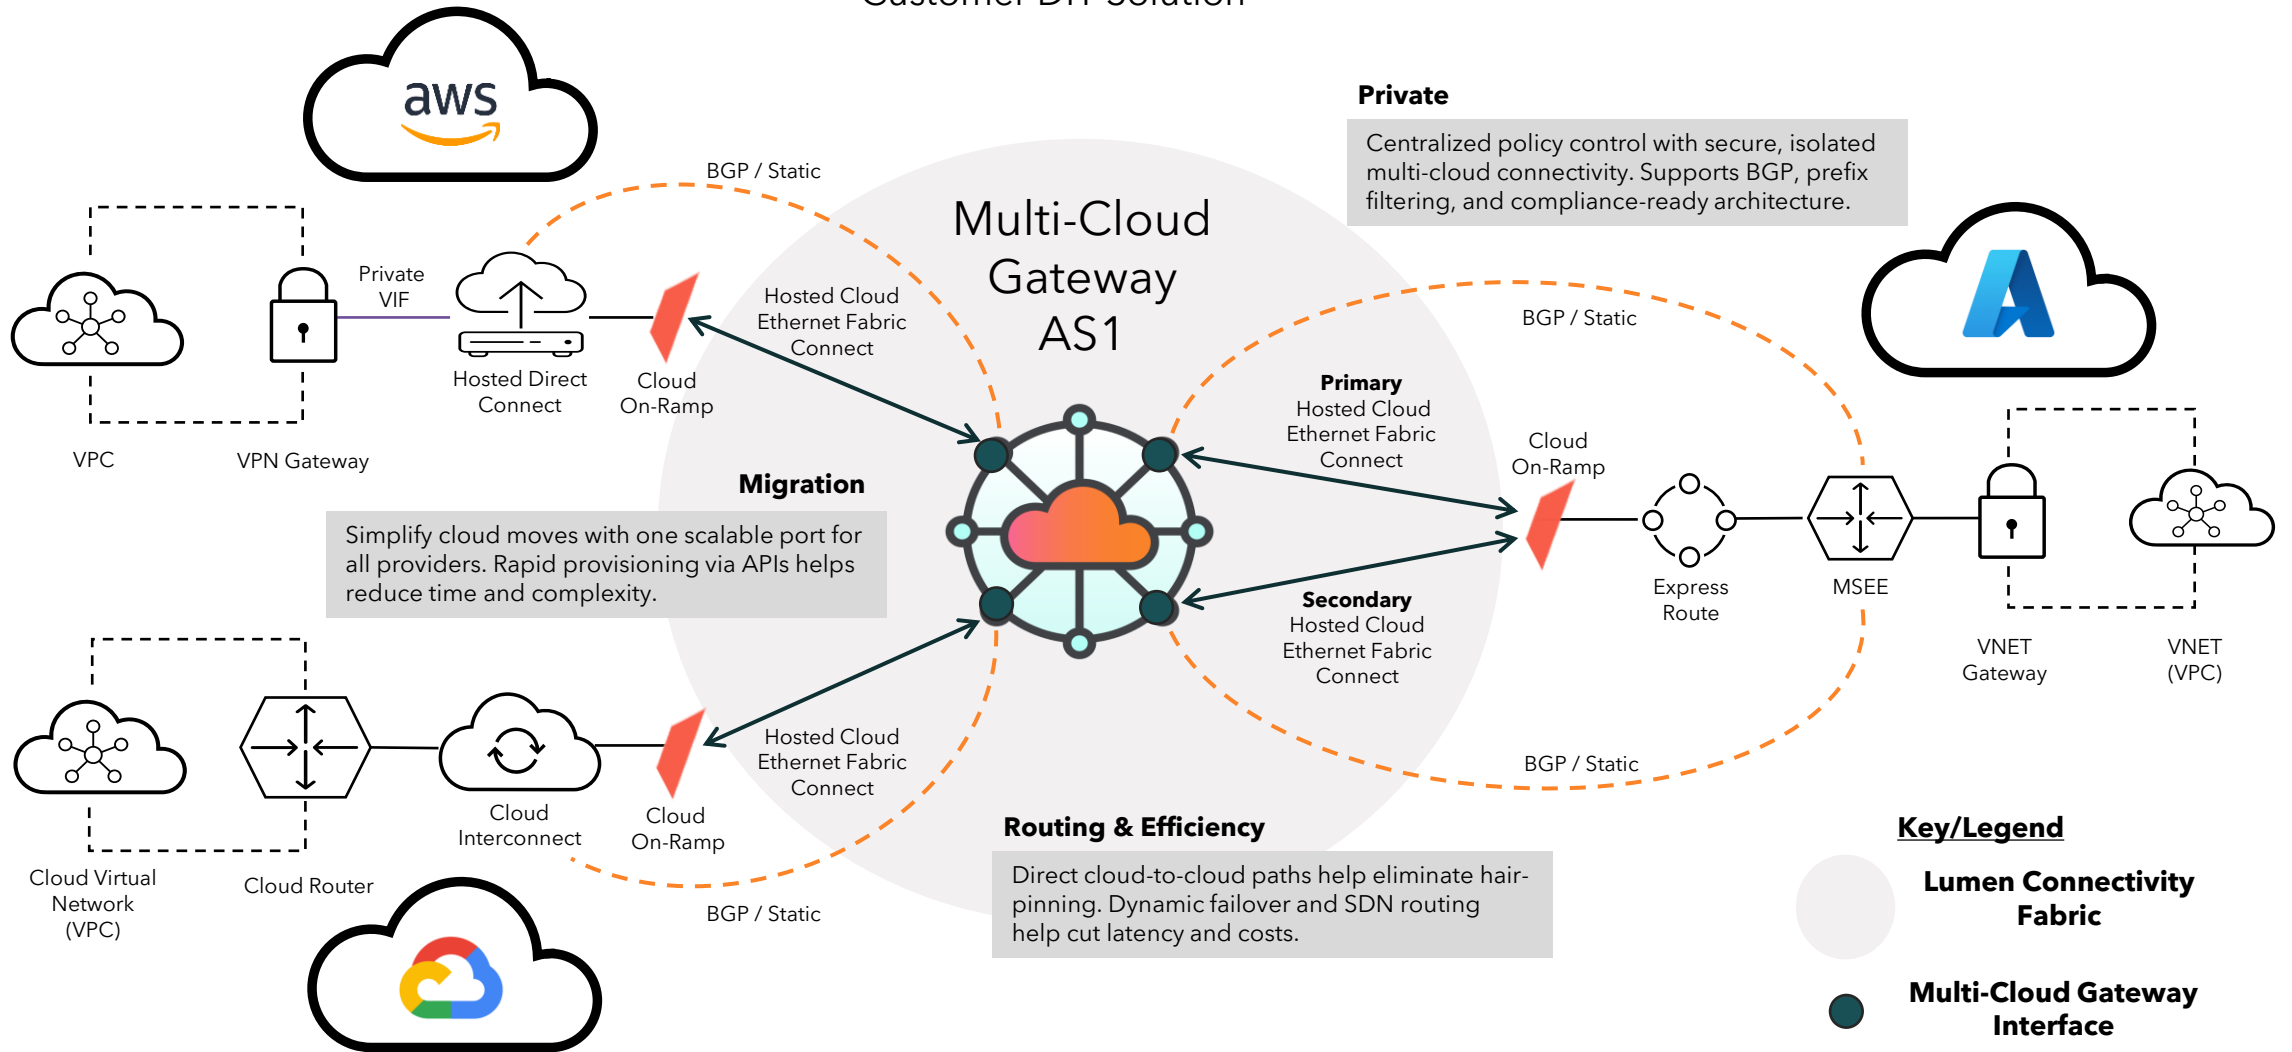 Customer DIY Solution
aws
BGP / Static
Private
Centralized policy control with secure, isolated
multi-cloud connectivity. Supports BGP, prefix
filtering, and compliance-ready architecture.
Multi-Cloud
Gateway
AS1
Private
VIF
Hosted Cloud
Ethernet Fabric
Connect
BGP / Static
Hosted Direct
Connect
Cloud
On-Ramp
VPC
VPN Gateway
Primary
Hosted Cloud
Ethernet Fabric
Connect
Cloud
On-Ramp
Migration
Simplify cloud moves with one scalable port for
all providers. Rapid provisioning via APIs helps
reduce time and complexity.
Express
Route
MSEE
Secondary
Hosted Cloud
Ethernet Fabric
Connect
VNET
Gateway
VNET
(VPC)
Hosted Cloud
Ethernet Fabric
Connect
BGP / Static
Cloud
Interconnect
Cloud
On-Ramp
Cloud Virtual
Network
(VPC)
Cloud Router
BGP / Static
Routing & Efficiency
Direct cloud-to-cloud paths help eliminate hair-
pinning. Dynamic failover and SDN routing
help cut latency and costs.
Key/Legend
Lumen Connectivity
Fabric
Multi-Cloud Gateway
Interface